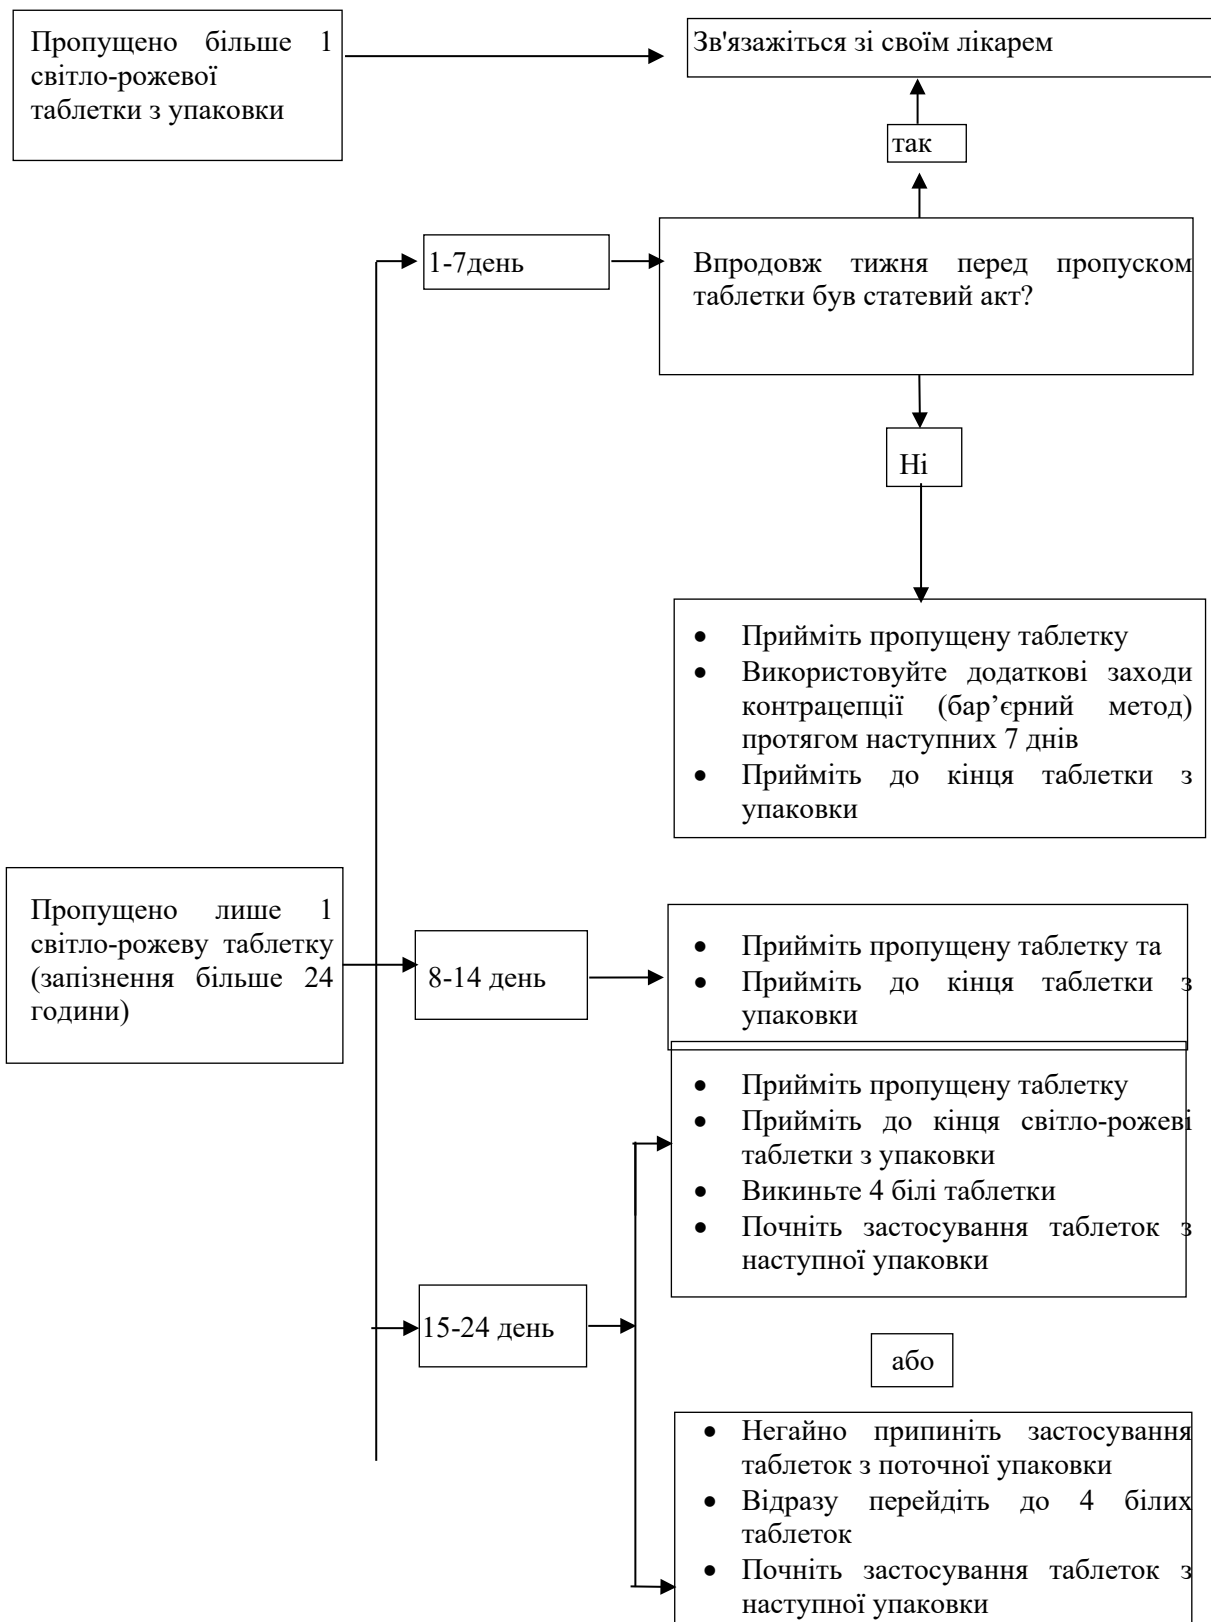 Пропущено більше 1
світло-рожевої
таблетки з упаковки
Зв'язажіться зі своїм лікарем
так
1-7день
Впродовж тижня перед пропуском
таблетки був статевий акт?
Ні
• Прийміть пропущену таблетку
• Використовуйте додаткові заходи
контрацепції (бар’єрний метод)
протягом наступних 7 днів
• Прийміть до кінця таблетки з
упаковки
Пропущено лише 1
світло-рожеву таблетку
(запізнення більше 24
години)
8-14 день
• Прийміть пропущену таблетку та
• Прийміть до кінця таблетки з
упаковки
• Прийміть пропущену таблетку
• Прийміть до кінця світло-рожеві
таблетки з упаковки
• Викиньте 4 білі таблетки
• Почніть застосування таблеток з
наступної упаковки
15-24 день
або
• Негайно припиніть застосування
таблеток з поточної упаковки
• Відразу перейдіть до 4 білих
таблеток
• Почніть застосування таблеток з
наступної упаковки